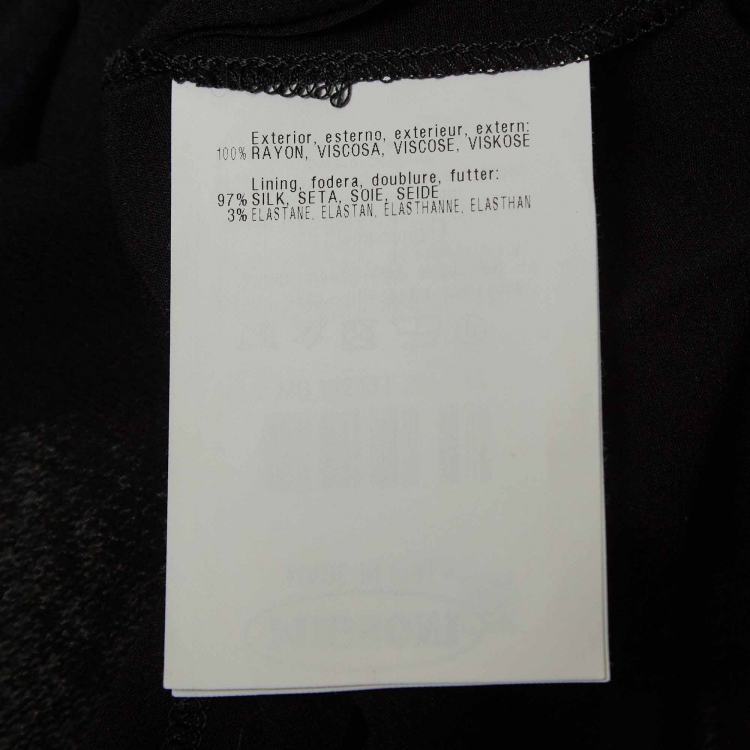 Exterior, esterno, exterieur, extern:
100% RAYON, VISCOSA, VISCOSE, VISKOSE
Lining, fodera, doublure, futter:
97% SILK, SETA, SOIE, SEIDE
3% ELASTANE, ELASTAN, ELASTHANNE, ELASTHAN